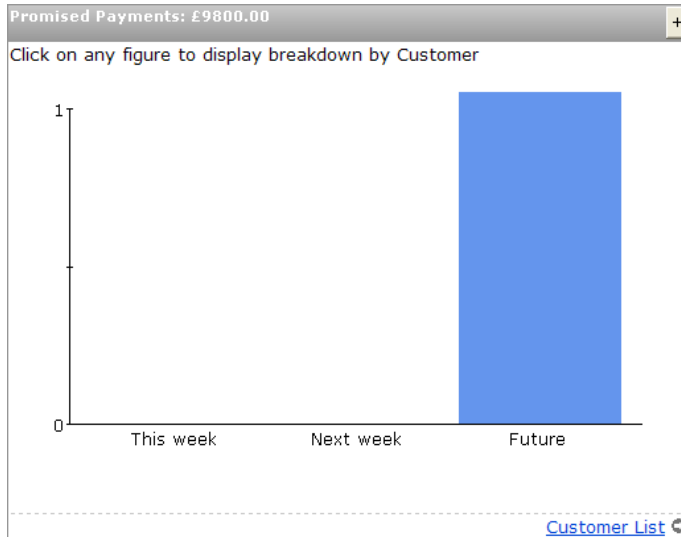 Promised Payments: £9800.00
+
Click on any figure to display breakdown by Customer
1
0
This week Next week Future
Customer List